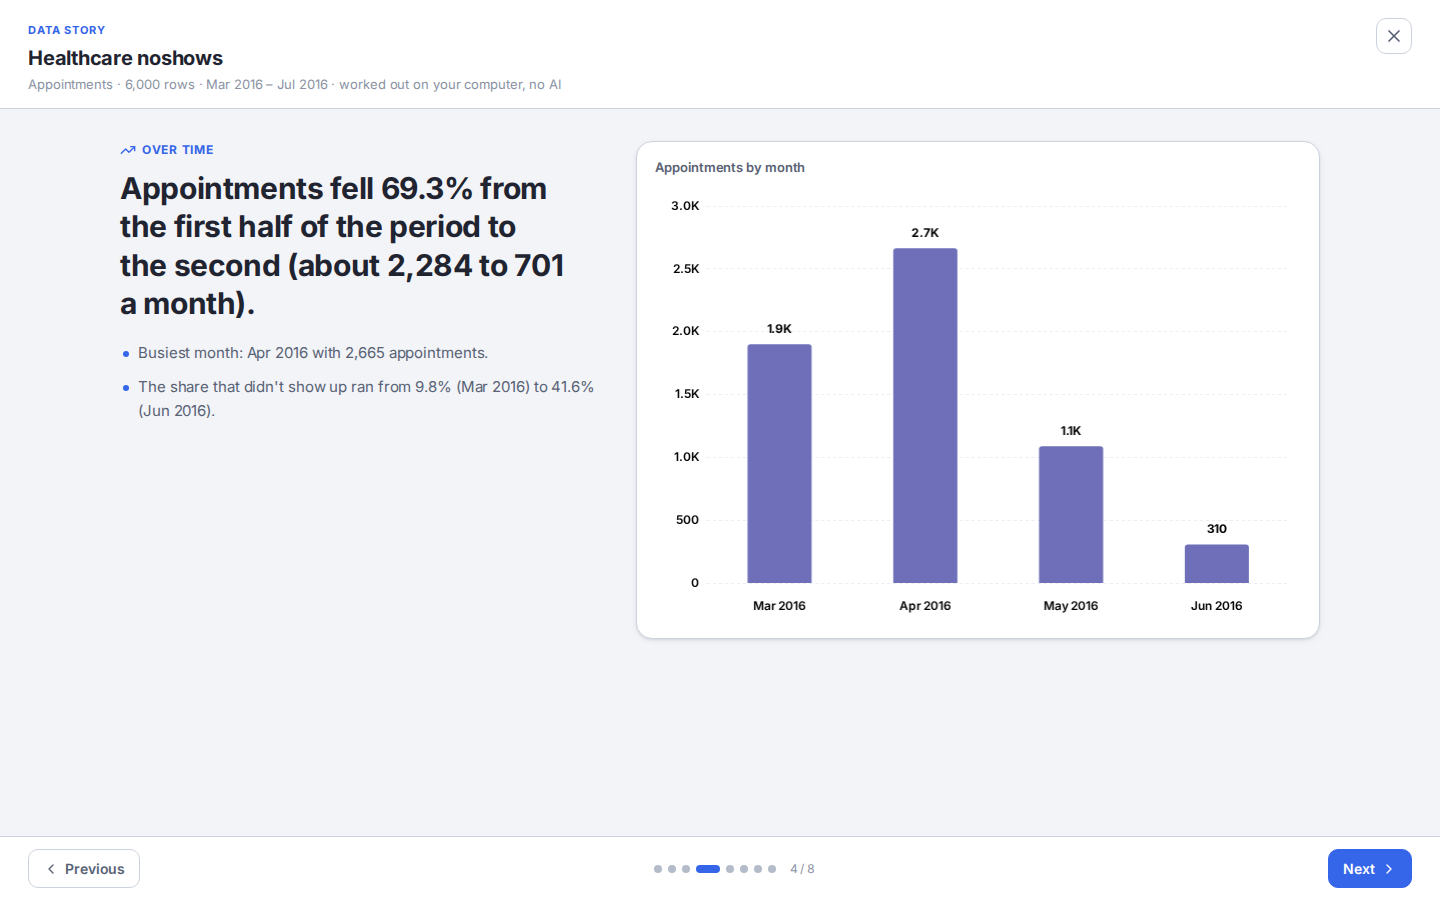 DATA STORY
Healthcare noshows
Appointments · 6,000 rows · Mar 2016 – Jul 2016 · worked out on your computer, no AI
OVER TIME
Appointments fell 69.3% from
the first half of the period to
the second (about 2,284 to 701
a month).
Busiest month: Apr 2016 with 2,665 appointments.
The share that didn't show up ran from 9.8% (Mar 2016) to 41.6%
(Jun 2016).
Appointments by month
3.0K
2.5K
2.0K
1.5K
1.0K
500
0
1.9K
2.7K
1.1K
310
Mar 2016
Apr 2016
May 2016
Jun 2016
Previous
4 / 8
Next